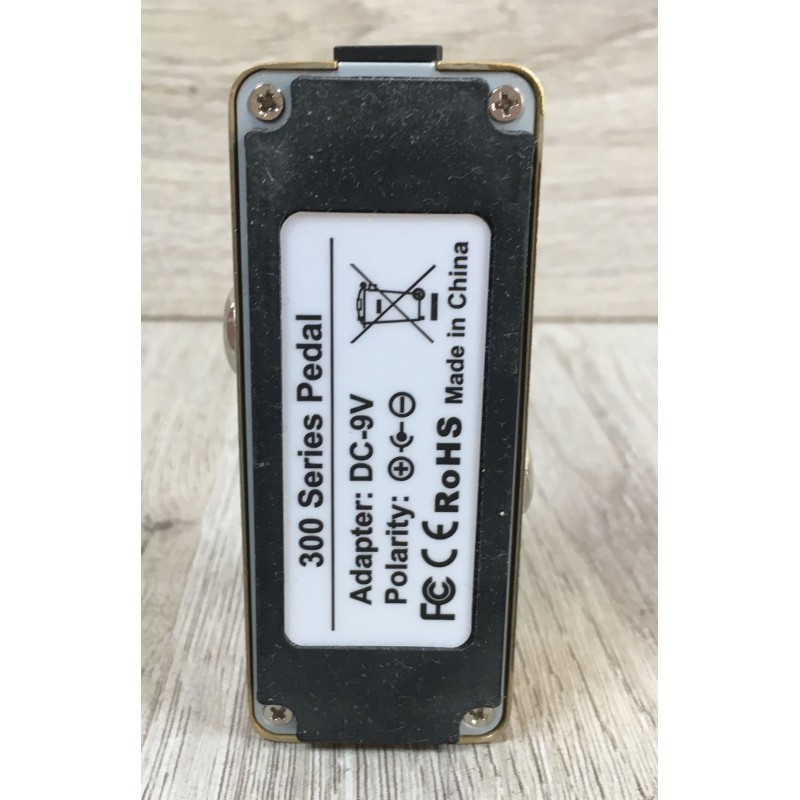 300 Series Pedal
Adapter: DC-9V
Polarity:
FC CE RoHS Made in China